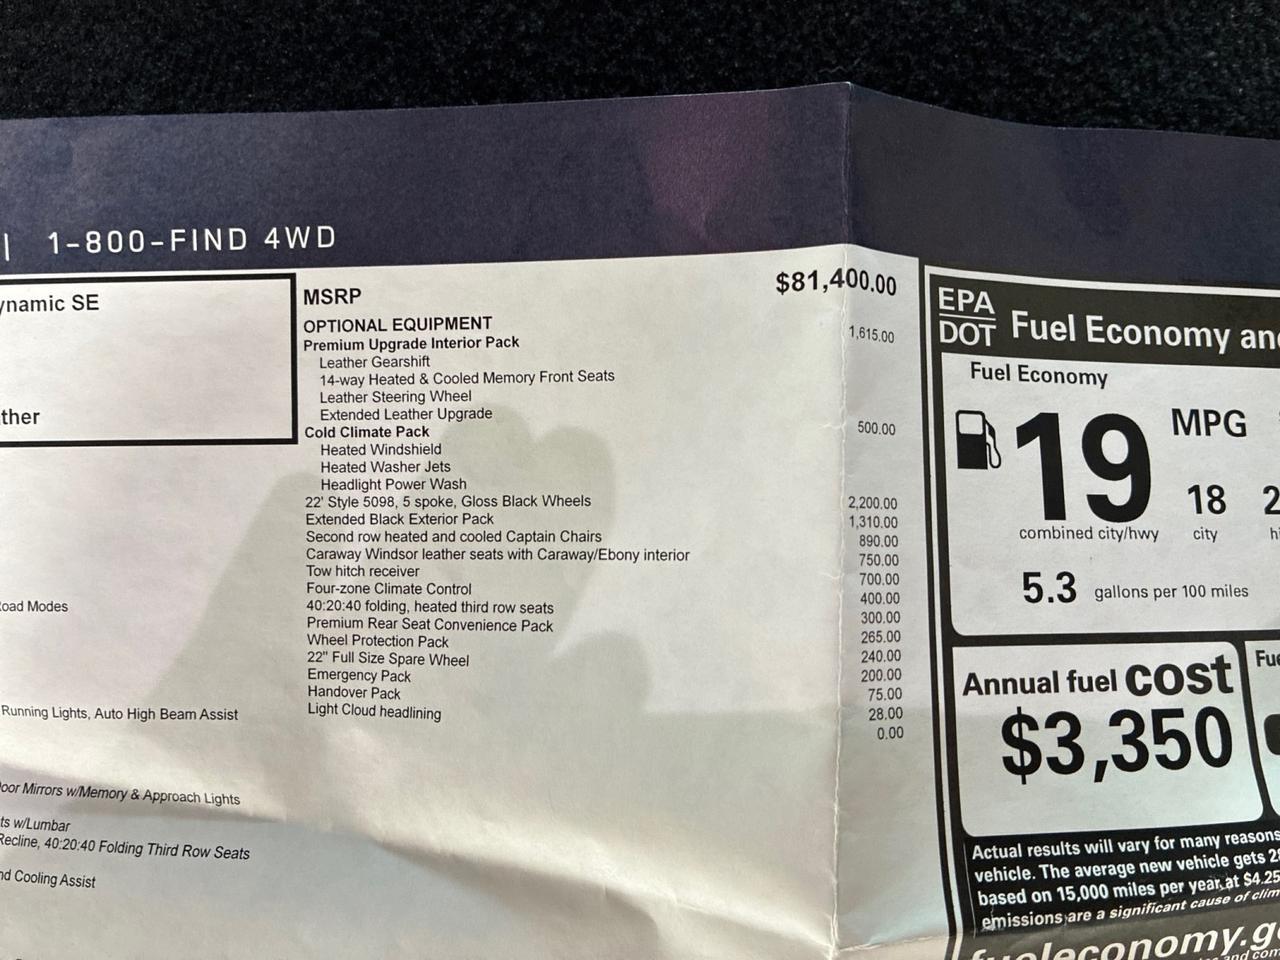 | 1-800-FIND 4WD
ynamic SE
ther
oad Modes
Running Lights, Auto High Beam Assist
oor Mirrors w/Memory & Approach Lights
ts w/Lumbar
Recline, 40:20:40 Folding Third Row Seats
nd Cooling Assist
MSRP $81,400.00
OPTIONAL EQUIPMENT
Premium Upgrade Interior Pack 1,615.00
Leather Gearshift
14-way Heated & Cooled Memory Front Seats
Leather Steering Wheel
Extended Leather Upgrade
Cold Climate Pack 500.00
Heated Windshield
Heated Washer Jets
Headlight Power Wash
22' Style 5098, 5 spoke, Gloss Black Wheels 2,200.00
Extended Black Exterior Pack 1,310.00
Second row heated and cooled Captain Chairs 890.00
Caraway Windsor leather seats with Caraway/Ebony interior 750.00
Tow hitch receiver 700.00
Four-zone Climate Control 400.00
40:20:40 folding, heated third row seats 300.00
Premium Rear Seat Convenience Pack 265.00
Wheel Protection Pack 240.00
22" Full Size Spare Wheel 200.00
Emergency Pack 75.00
Handover Pack 28.00
Light Cloud headlining 0.00
EPA
DOT Fuel Economy and
Fuel Economy
19 MPG
18 2
combined city/hwy city h
5.3 gallons per 100 miles
Annual fuel cost
$3,350
Fue
Actual results will vary for many reasons
vehicle. The average new vehicle gets 2
based on 15,000 miles per year at $4.25
emissions are a significant cause of clim
fueleconomy.g
and com